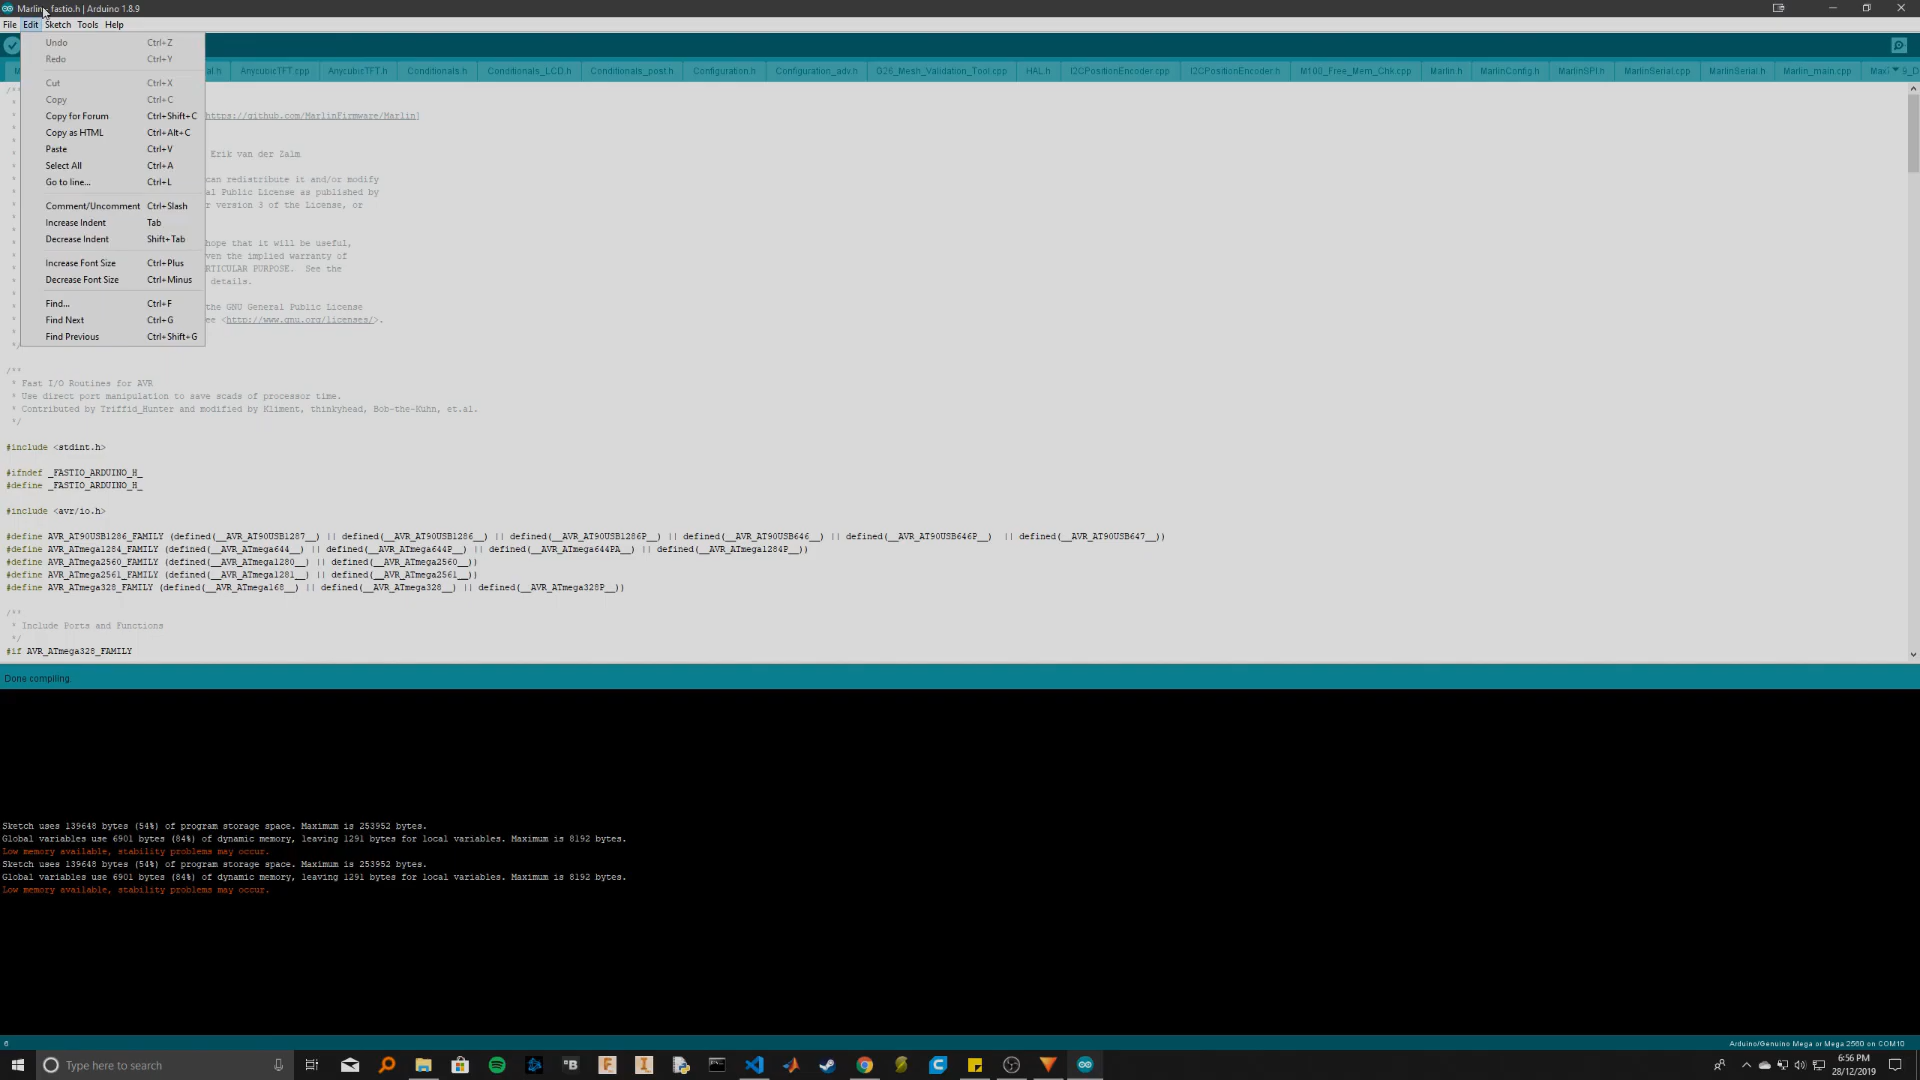 Marlin - fastio.h | Arduino 1.8.9
File Edit Sketch Tools Help
al.h AnycubicTFT.cpp AnycubicTFT.h Conditionals.h Conditionals_LCD.h Conditionals_post.h Configuration.h Configuration_adv.h G26_Mesh_Validation_Tool.cpp HAL.h I2CPositionEncoder.cpp I2CPositionEncoder.h M100_Free_Mem_Chk.cpp Marlin.h MarlinConfig.h MarlinSPI.h MarlinSerial.cpp MarlinSerial.h Marlin_main.cpp
Undo Ctrl+Z
Redo Ctrl+Y
Cut Ctrl+X
Copy Ctrl+C
Copy for Forum Ctrl+Shift+C
Copy as HTML Ctrl+Alt+C
Paste Ctrl+V
Select All Ctrl+A
Go to line... Ctrl+L
Comment/Uncomment Ctrl+Slash
Increase Indent Tab
Decrease Indent Shift+Tab
Increase Font Size Ctrl+Plus
Decrease Font Size Ctrl+Minus
Find... Ctrl+F
Find Next Ctrl+G
Find Previous Ctrl+Shift+G
/**
https://github.com/MarlinFirmware/Marlin]
Erik van der Zalm
can redistribute it and/or modify
al Public License as published by
r version 3 of the License, or
hope that it will be useful,
ven the implied warranty of
RTICULAR PURPOSE.  See the
details.
the GNU General Public License
ee <http://www.gnu.org/licenses/>.
*/
/**
* Fast I/O Routines for AVR
* Use direct port manipulation to save scads of processor time.
* Contributed by Triffid_Hunter and modified by Kliment, thinkyhead, Bob-the-Kuhn, et.al.
*/
#include <stdint.h>
#ifndef _FASTIO_ARDUINO_H_
#define _FASTIO_ARDUINO_H_
#include <avr/io.h>
#define AVR_AT90USB1286_FAMILY (defined(__AVR_AT90USB1287__) || defined(__AVR_AT90USB1286__) || defined(__AVR_AT90USB1286P__) || defined(__AVR_AT90USB646__) || defined(__AVR_AT90USB646P__)  || defined(__AVR_AT90USB647__))
#define AVR_ATmega1284_FAMILY (defined(__AVR_ATmega644__) || defined(__AVR_ATmega644P__) || defined(__AVR_ATmega644PA__) || defined(__AVR_ATmega1284P__))
#define AVR_ATmega2560_FAMILY (defined(__AVR_ATmega1280__) || defined(__AVR_ATmega2560__))
#define AVR_ATmega2561_FAMILY (defined(__AVR_ATmega1281__) || defined(__AVR_ATmega2561__))
#define AVR_ATmega328_FAMILY (defined(__AVR_ATmega168__) || defined(__AVR_ATmega328__) || defined(__AVR_ATmega328P__))
/**
* Include Ports and Functions
*/
#if AVR_ATmega328_FAMILY
Done compiling.
Sketch uses 139648 bytes (54%) of program storage space. Maximum is 253952 bytes.
Global variables use 6901 bytes (84%) of dynamic memory, leaving 1291 bytes for local variables. Maximum is 8192 bytes.
Low memory available, stability problems may occur.
Sketch uses 139648 bytes (54%) of program storage space. Maximum is 253952 bytes.
Global variables use 6901 bytes (84%) of dynamic memory, leaving 1291 bytes for local variables. Maximum is 8192 bytes.
Low memory available, stability problems may occur.
6 Arduino/Genuino Mega or Mega 2560 on COM10
Type here to search
6:56 PM
28/12/2019